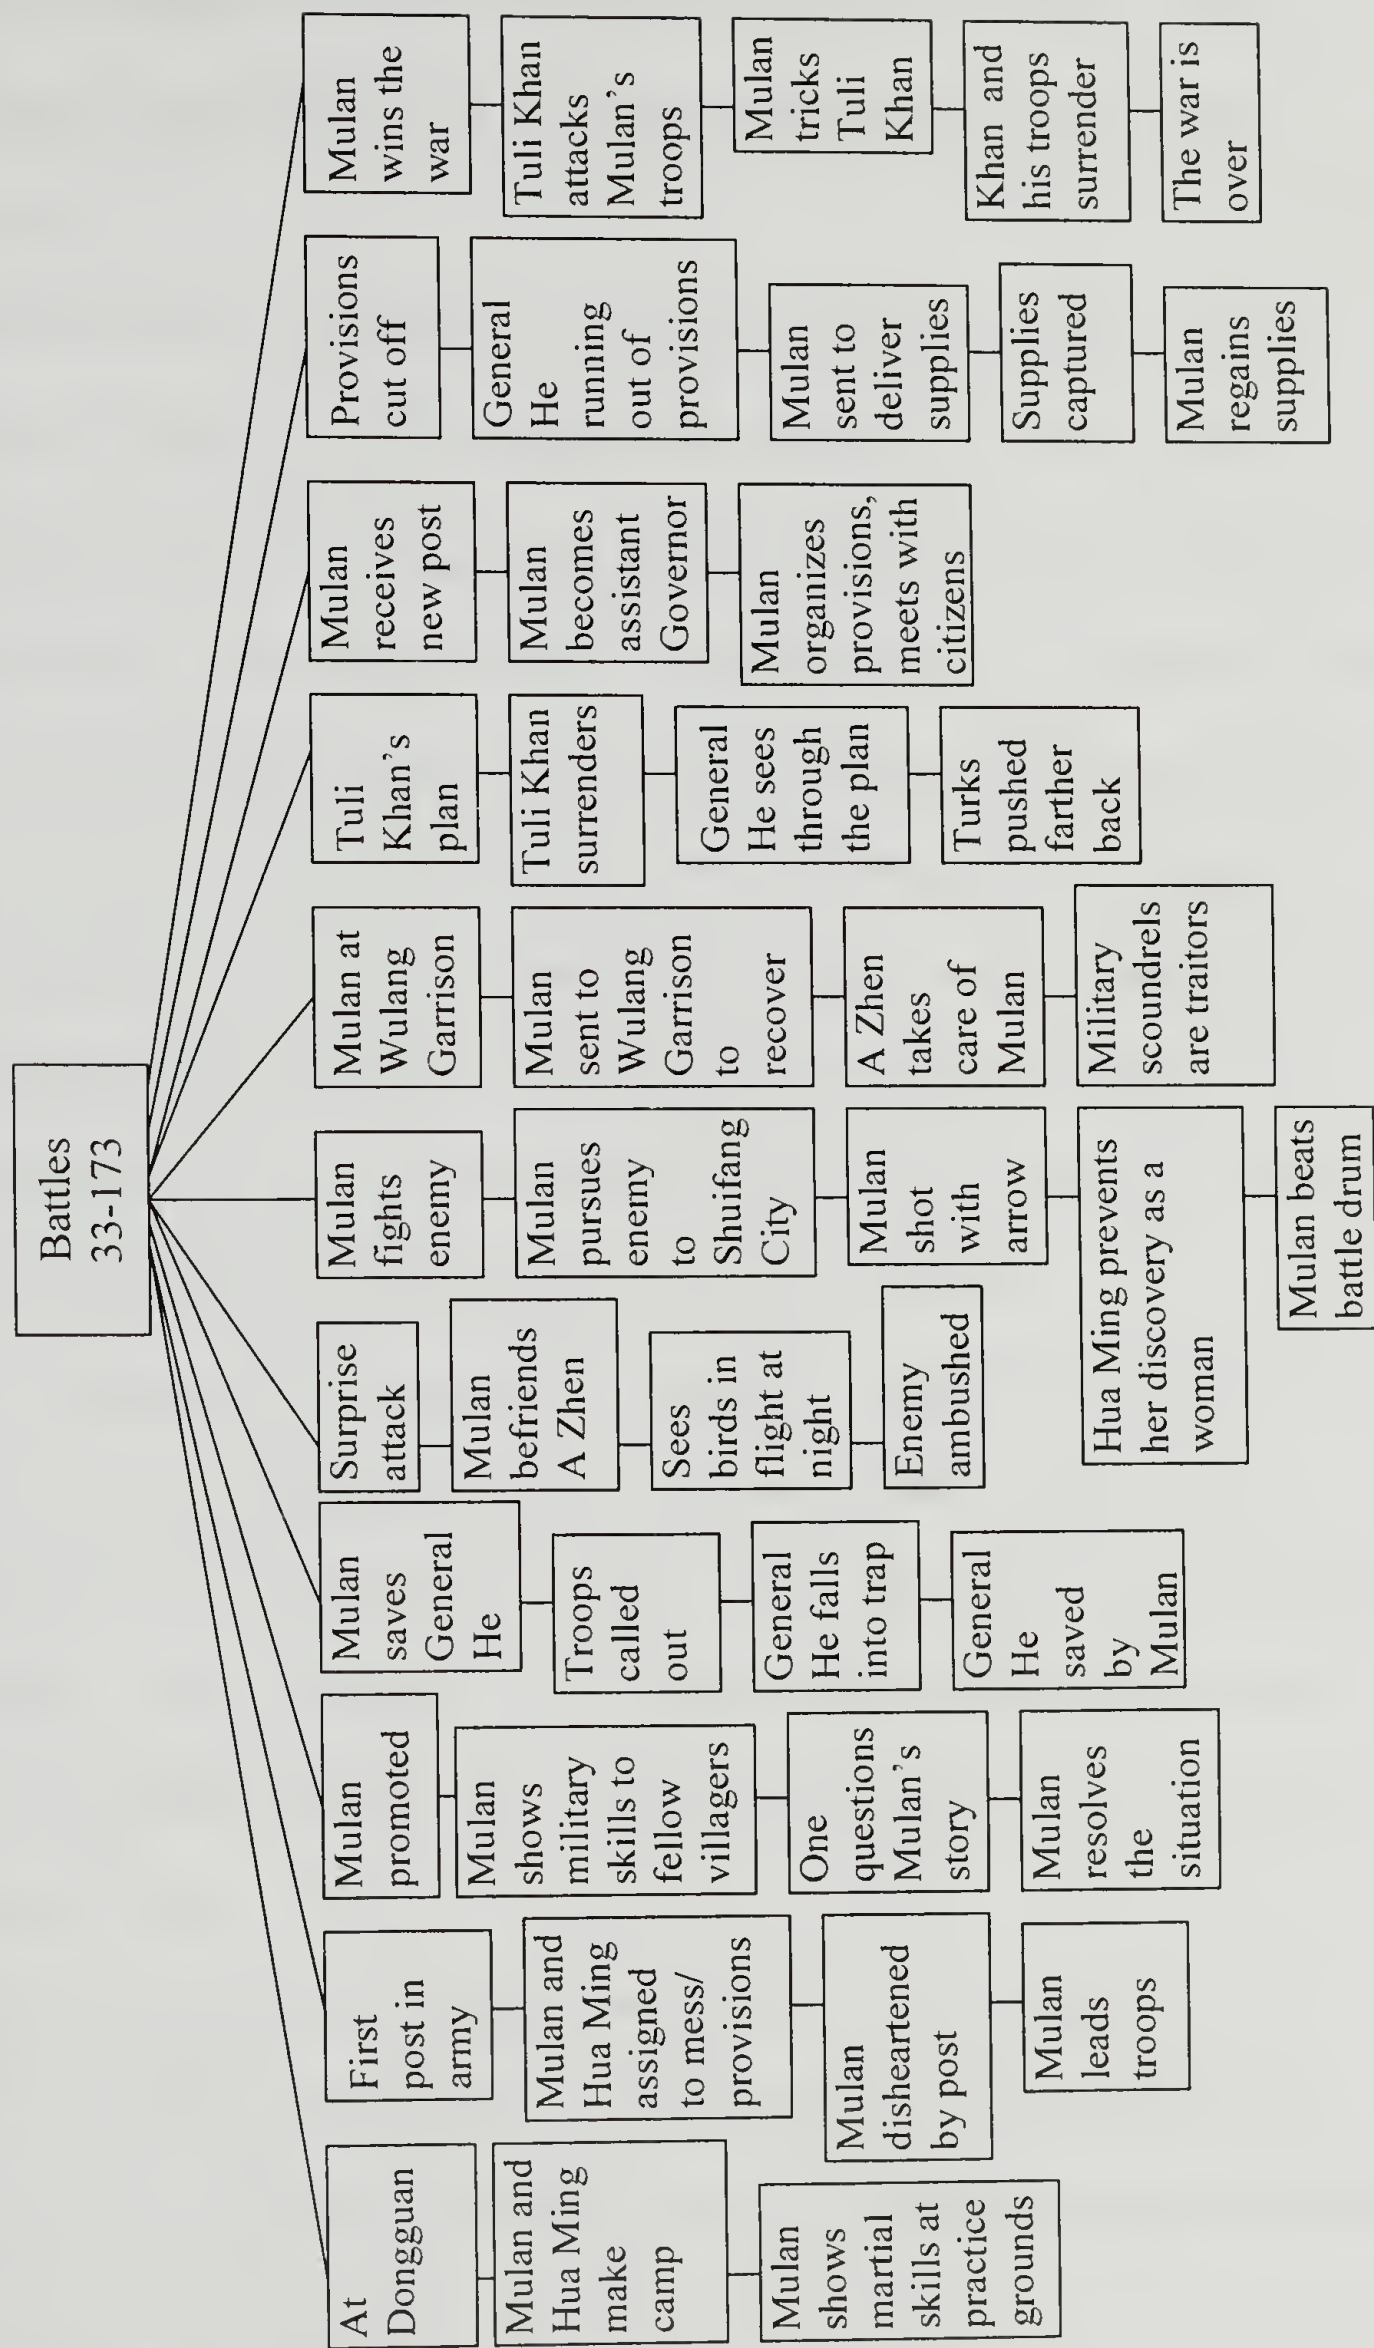 Battles
33-173
At
Dongguan
Mulan and
Hua Ming
make
camp
Mulan
shows
martial
skills at
practice
grounds
First
post in
army
Mulan and
Hua Ming
assigned
to mess/
provisions
Mulan
disheartened
by post
Mulan
leads
troops
Mulan
promoted
Mulan
shows
military
skills to
fellow
villagers
One
questions
Mulan's
story
Mulan
resolves
the
situation
Mulan
saves
General
He
Troops
called
out
General
He falls
into trap
General
He
saved
by
Mulan
Surprise
attack
Mulan
befriends
A Zhen
Sees
birds in
flight at
night
Enemy
ambushed
Mulan
fights
enemy
Mulan
pursues
enemy
to
Shuifang
City
Mulan
shot
with
arrow
Hua Ming prevents
her discovery as a
woman
Mulan beats
battle drum
Mulan at
Wulang
Garrison
Mulan
sent to
Wulang
Garrison
to
recover
A Zhen
takes
care of
Mulan
Military
scoundrels
are traitors
Tuli
Khan's
plan
Tuli Khan
surrenders
General
He sees
through
the plan
Turks
pushed
farther
back
Mulan
receives
new post
Mulan
becomes
assistant
Governor
Mulan
organizes
provisions,
meets with
citizens
Provisions
cut off
General
He
running
out of
provisions
Mulan
sent to
deliver
supplies
Supplies
captured
Mulan
regains
supplies
Mulan
wins the
war
Tuli Khan
attacks
Mulan's
troops
Mulan
tricks
Tuli
Khan
Khan and
his troops
surrender
The war is
over